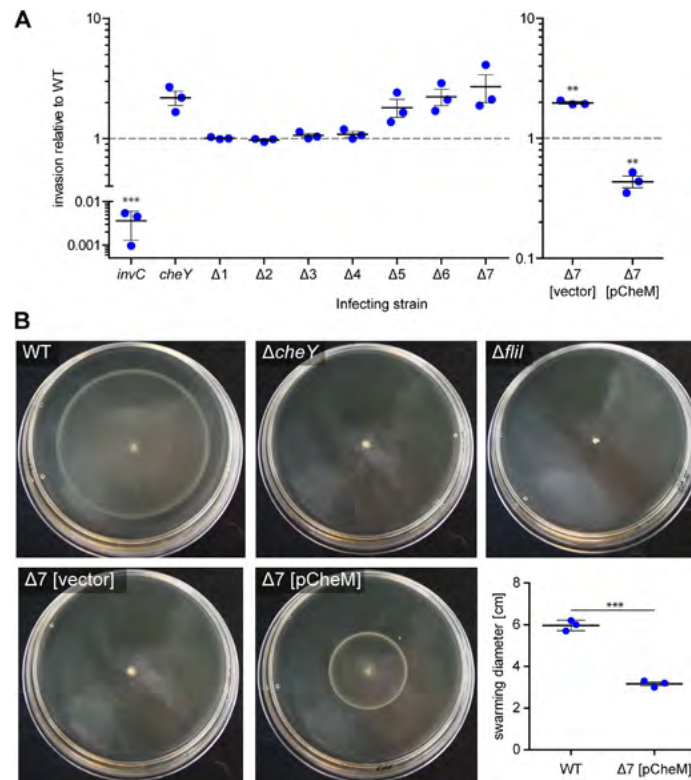 A
invasion relative to WT
10
1
0.01
0.001
***
invC
cheY
Δ1
Δ2
Δ3
Δ4
Δ5
Δ6
Δ7
Infecting strain
10
1
0.1
**
**
Δ7
[vector]
Δ7
[pCheM]
B
WT
ΔcheY
ΔfliI
Δ7 [vector]
Δ7 [pCheM]
swarming diameter [cm]
8
6
4
2
0
***
WT
Δ7 [pCheM]